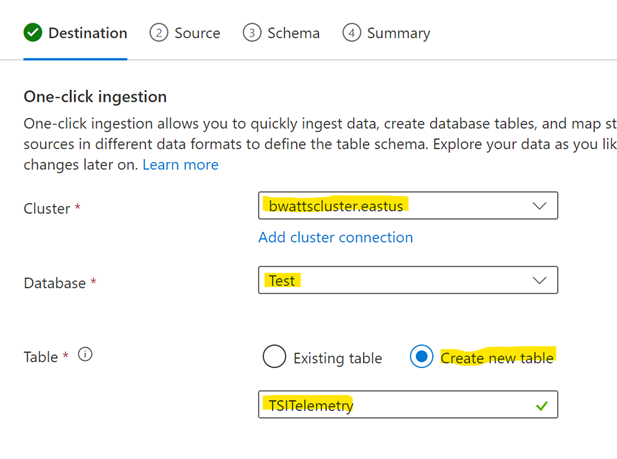 Destination 2 Source 3 Schema 4 Summary
One-click ingestion
One-click ingestion allows you to quickly ingest data, create database tables, and map st
sources in different data formats to define the table schema. Explore your data as you lik
changes later on. Learn more
Cluster * bwattscluster.eastus
Add cluster connection
Database * Test
Table * i Existing table Create new table
TSITelemetry